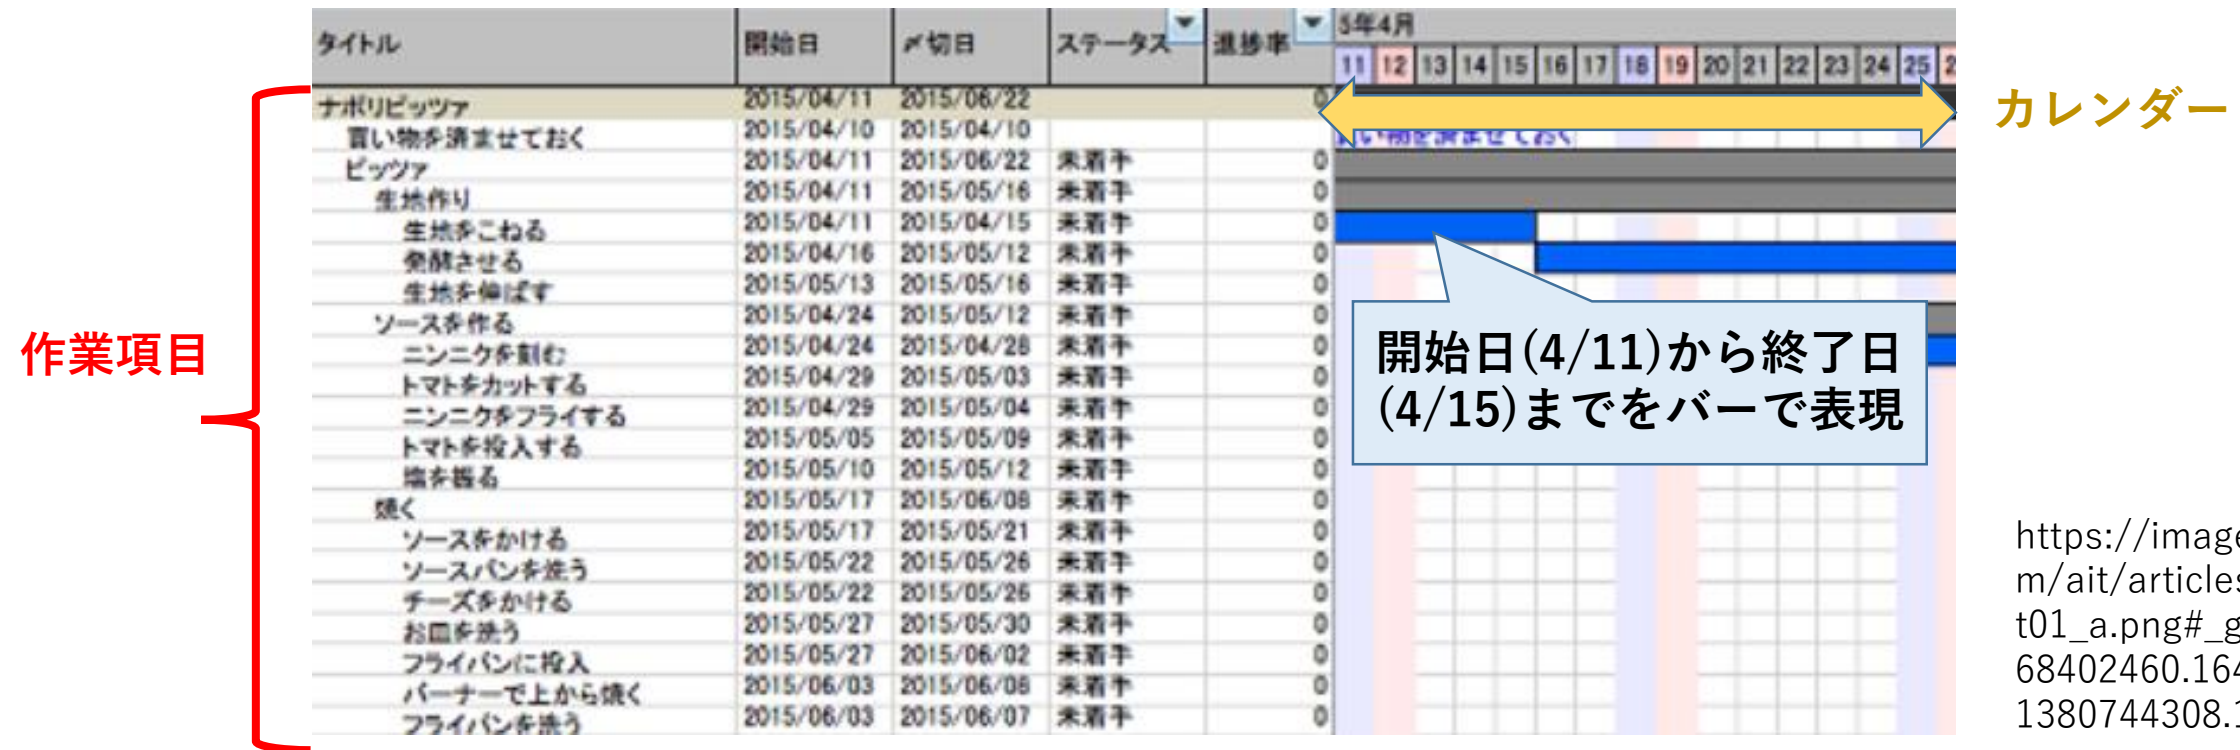 タイトル 開始日 〆切日 ステータス 進捗率 5年4月
11 12 13 14 15 16 17 18 19 20 21 22 23 24 25 2
ナポリピッツァ 2015/04/11 2015/06/22 0
買い物を済ませておく 2015/04/10 2015/04/10 買い物を済ませておく
ピッツァ 2015/04/11 2015/06/22 未着手 0
生地作り 2015/04/11 2015/05/16 未着手 0
生地をこねる 2015/04/11 2015/04/15 未着手 0
発酵させる 2015/04/16 2015/05/12 未着手 0
生地を伸ばす 2015/05/13 2015/05/16 未着手 0
ソースを作る 2015/04/24 2015/05/12 未着手 0
ニンニクを刻む 2015/04/24 2015/04/28 未着手 0
トマトをカットする 2015/04/29 2015/05/03 未着手 0
ニンニクをフライする 2015/04/29 2015/05/04 未着手 0
トマトを投入する 2015/05/05 2015/05/09 未着手 0
塩を振る 2015/05/10 2015/05/12 未着手 0
焼く 2015/05/17 2015/06/08 未着手 0
ソースをかける 2015/05/17 2015/05/21 未着手 0
ソースパンを洗う 2015/05/22 2015/05/26 未着手 0
チーズをかける 2015/05/22 2015/05/26 未着手 0
お皿を洗う 2015/05/27 2015/05/30 未着手 0
フライパンに投入 2015/05/27 2015/06/02 未着手 0
バーナーで上から焼く 2015/06/03 2015/06/08 未着手 0
フライパンを洗う 2015/06/03 2015/06/07 未着手 0
作業項目
カレンダー
開始日(4/11)から終了日
(4/15)までをバーで表現
https://image
m/ait/articles
t01_a.png#_g
68402460.164
1380744308.1